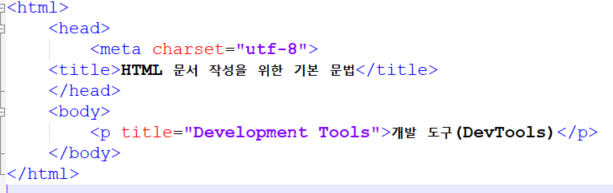 <html>
<head>
<meta charset="utf-8">
<title>HTML 문서 작성을 위한 기본 문법</title>
</head>
<body>
<p title="Development Tools">개발 도구(DevTools)</p>
</body>
</html>